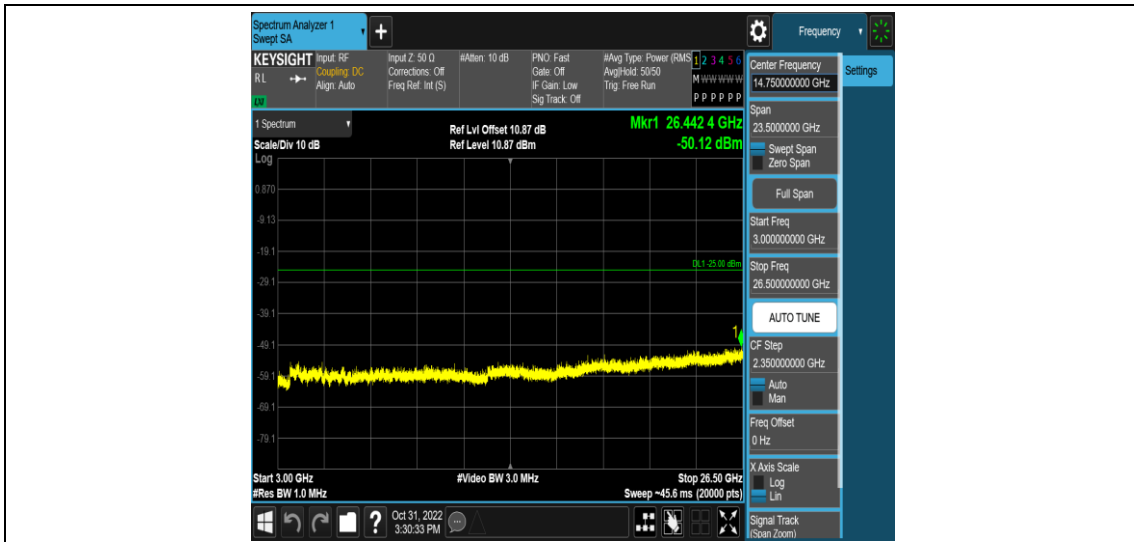 Spectrum Analyzer 1
Swept SA
Frequency
KEYSIGHT
RL
Input: RF
Coupling: DC
Align: Auto
Input Z: 50 Ω
Corrections: Off
Freq Ref: Int (S)
#Atten: 10 dB
PNO: Fast
Gate: Off
IF Gain: Low
Sig Track: Off
#Avg Type: Power (RMS
Avg|Hold: 50/50
Trig: Free Run
1 2 3 4 5 6
M W W W W W
P P P P P P
1 Spectrum
Scale/Div 10 dB
Log
Ref Lvl Offset 10.87 dB
Ref Level 10.87 dBm
Mkr1 26.442 4 GHz
-50.12 dBm
0.870
-9.13
-19.1
DL1 -25.00 dBm
-29.1
-39.1
1
-49.1
-59.1
-69.1
-79.1
Start 3.00 GHz
#Res BW 1.0 MHz
#Video BW 3.0 MHz
Stop 26.50 GHz
Sweep ~45.6 ms (20000 pts)
Oct 31, 2022
3:30:33 PM
Settings
Center Frequency
14.750000000 GHz
Span
23.5000000 GHz
Swept Span
Zero Span
Full Span
Start Freq
3.000000000 GHz
Stop Freq
26.500000000 GHz
AUTO TUNE
CF Step
2.350000000 GHz
Auto
Man
Freq Offset
0 Hz
X Axis Scale
Log
Lin
Signal Track
(Span Zoom)